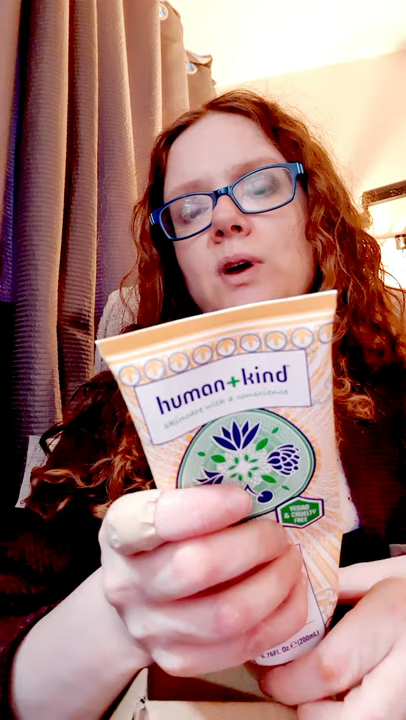 human+kind
skincare with a conscience
VEGAN
& CRUELTY
FREE
6.76FL. Oz. ℮ (200mL)